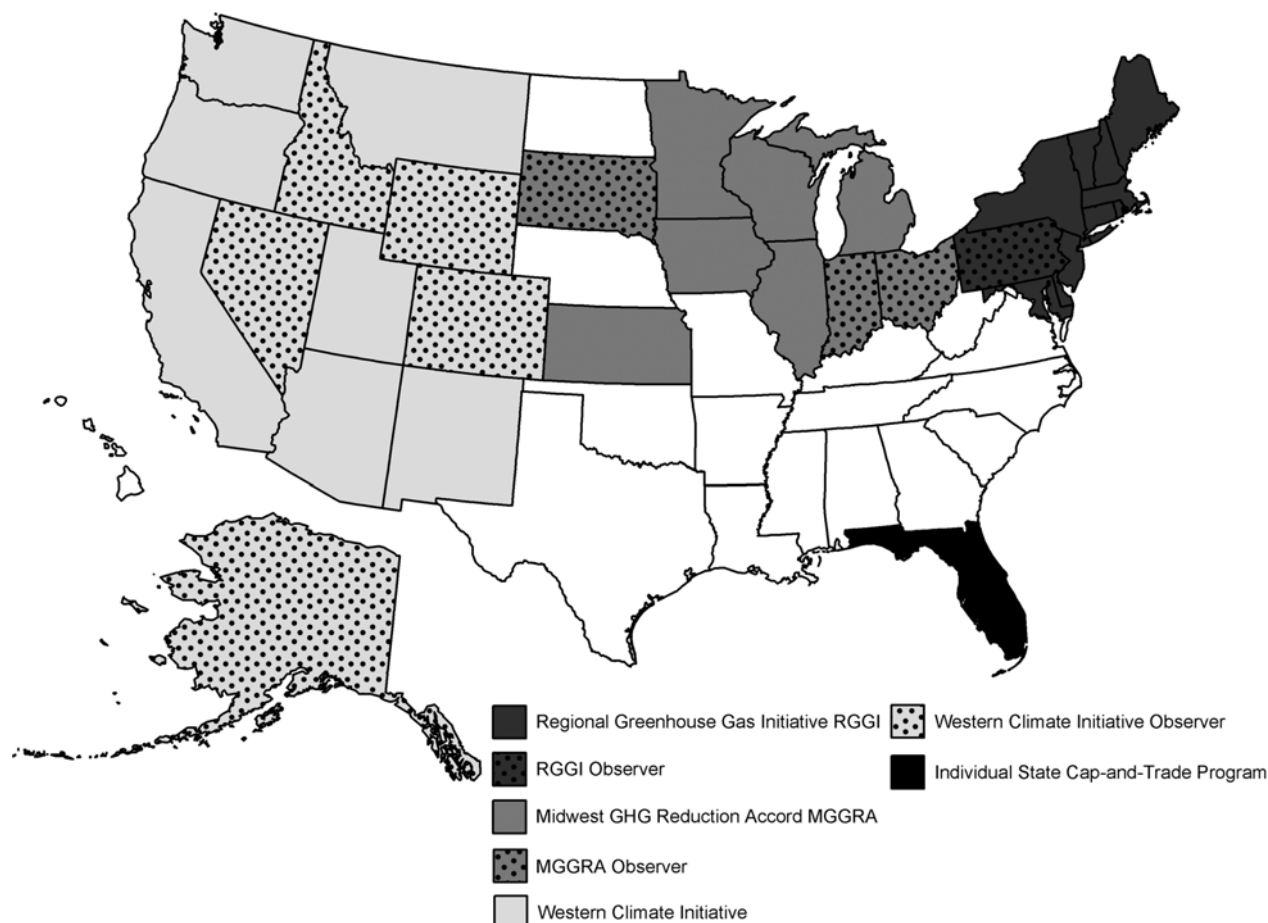 Regional Greenhouse Gas Initiative RGGI
RGGI Observer
Midwest GHG Reduction Accord MGGRA
MGGRA Observer
Western Climate Initiative
Western Climate Initiative Observer
Individual State Cap-and-Trade Program